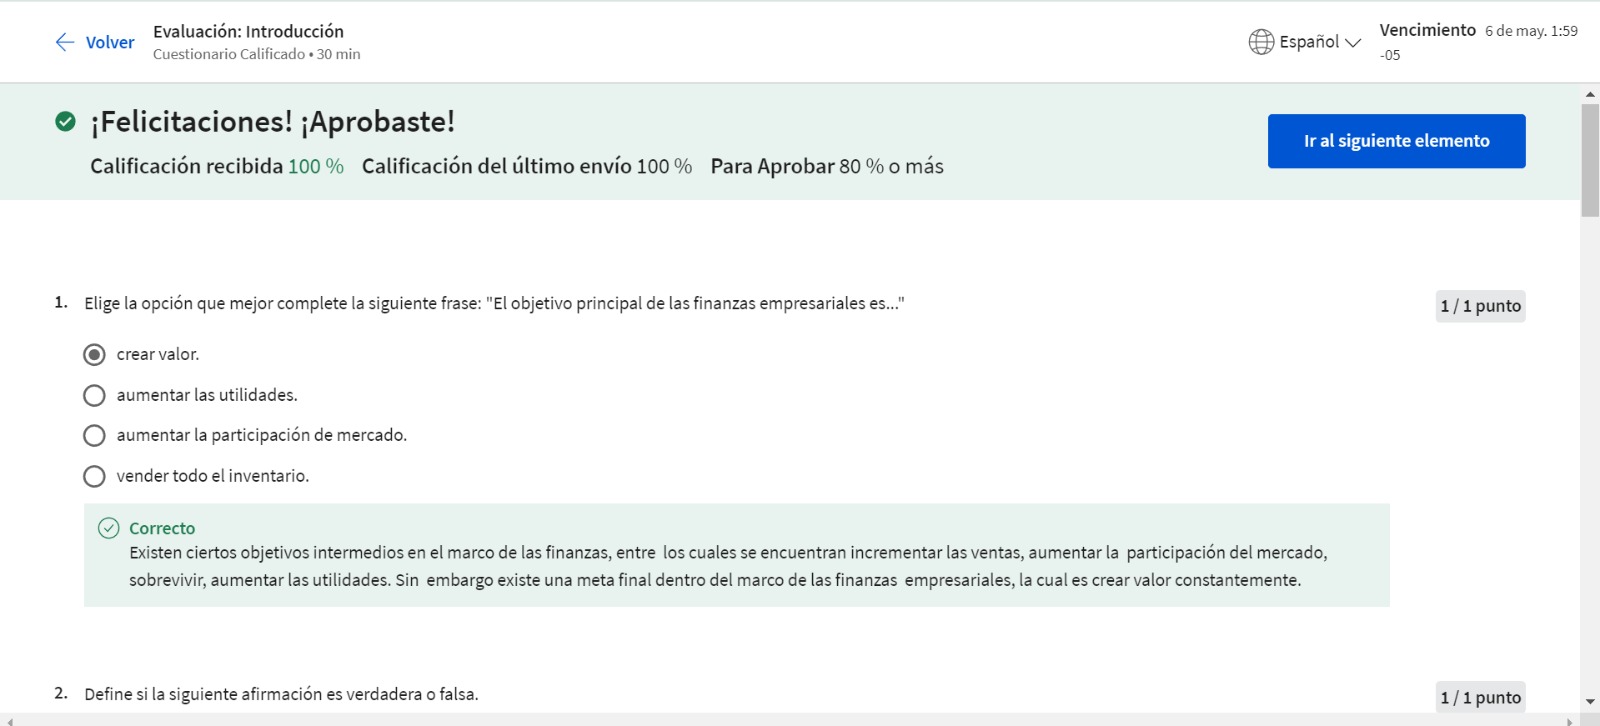 Volver
Evaluación: Introducción
Cuestionario Calificado • 30 min
Español
Vencimiento 6 de may. 1:59
-05
¡Felicitaciones! ¡Aprobaste!
Calificación recibida 100 % Calificación del último envío 100 % Para Aprobar 80 % o más
Ir al siguiente elemento
1. Elige la opción que mejor complete la siguiente frase: "El objetivo principal de las finanzas empresariales es..."
1 / 1 punto
crear valor.
aumentar las utilidades.
aumentar la participación de mercado.
vender todo el inventario.
Correcto
Existen ciertos objetivos intermedios en el marco de las finanzas, entre los cuales se encuentran incrementar las ventas, aumentar la participación del mercado,
sobrevivir, aumentar las utilidades. Sin embargo existe una meta final dentro del marco de las finanzas empresariales, la cual es crear valor constantemente.
2. Define si la siguiente afirmación es verdadera o falsa.
1 / 1 punto